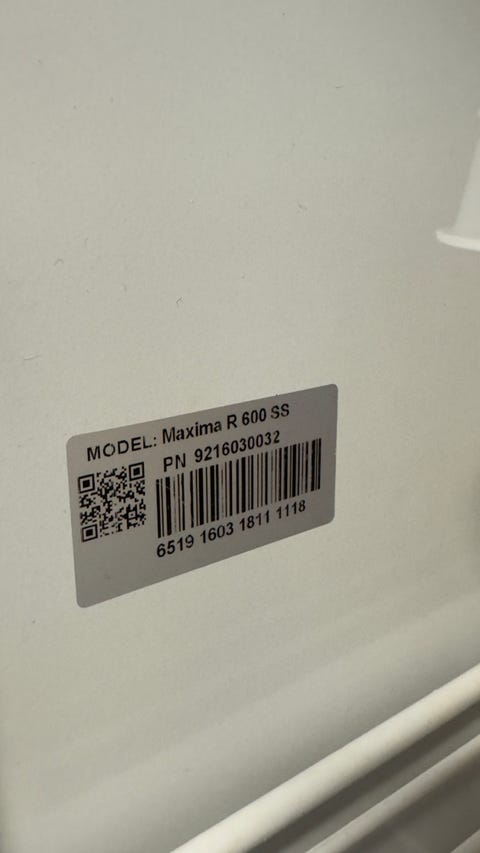 MODEL: Maxima R 600 SS
PN 9216030032
6519 1603 1811 1118